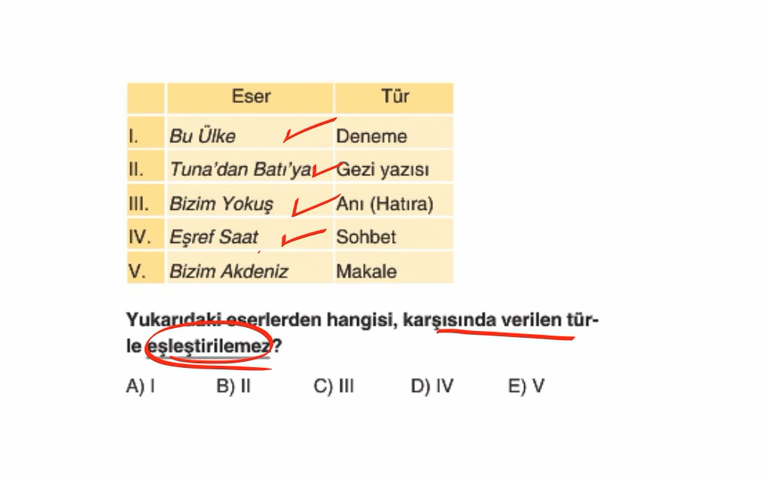 Eser Tür
I. Bu Ülke Deneme
II. Tuna'dan Batı'ya Gezi yazısı
III. Bizim Yokuş Anı (Hatıra)
IV. Eşref Saat Sohbet
V. Bizim Akdeniz Makale
Yukarıdaki eserlerden hangisi, karşısında verilen tür-
le eşleştirilemez?
A) I B) II C) III D) IV E) V